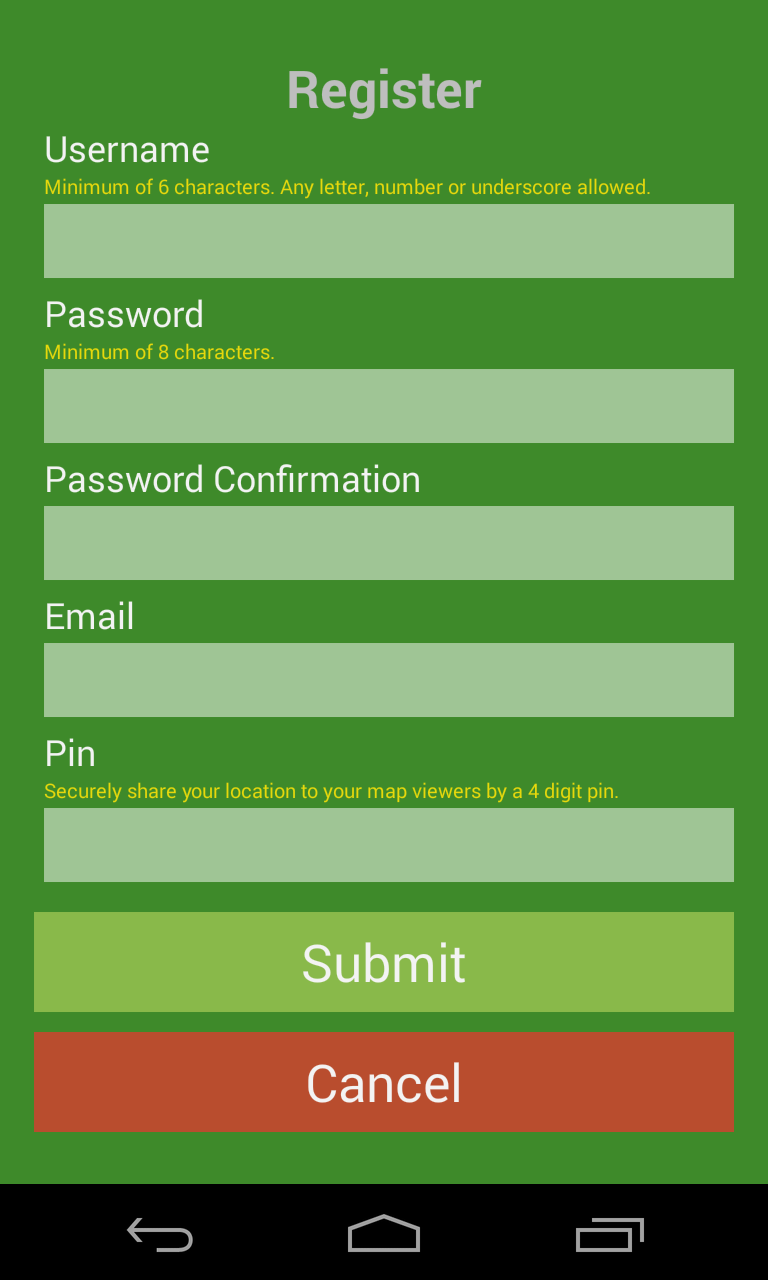 Register
Username
Minimum of 6 characters. Any letter, number or underscore allowed.
Password
Minimum of 8 characters.
Password Confirmation
Email
Pin
Securely share your location to your map viewers by a 4 digit pin.
Submit
Cancel